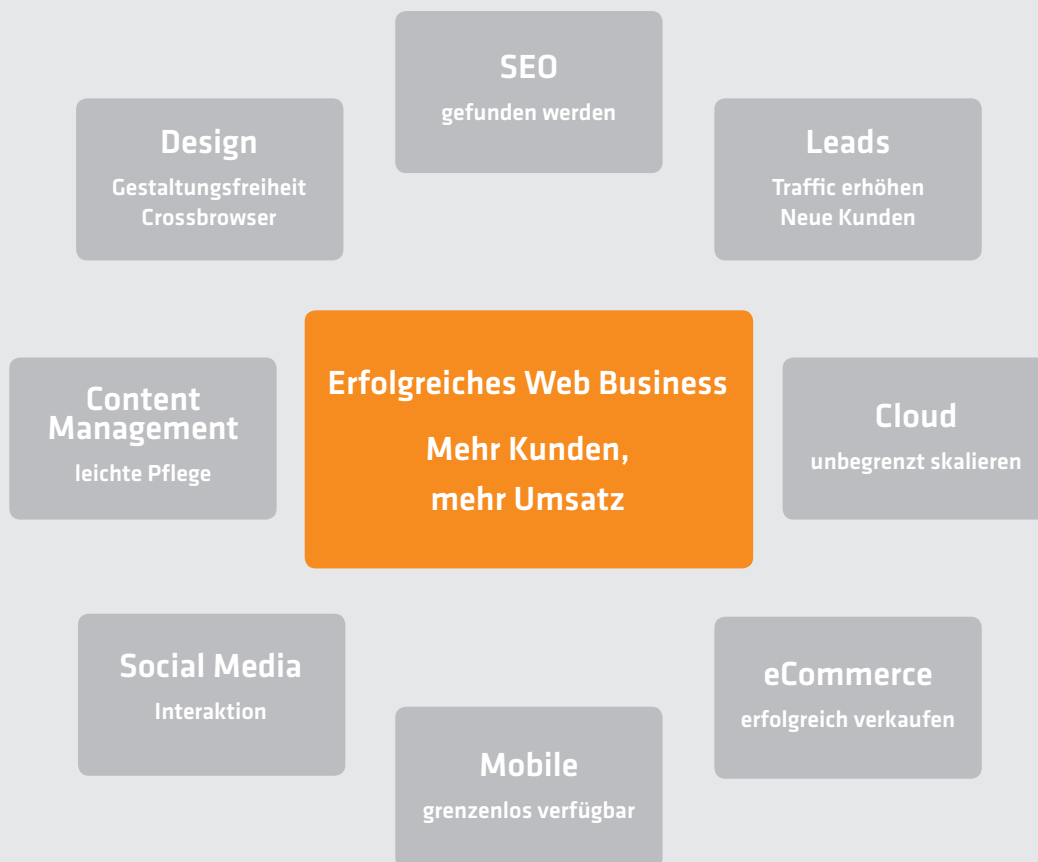 SEO
gefunden werden
Design
Gestaltungsfreiheit
Crossbrowser
Leads
Traffic erhöhen
Neue Kunden
Erfolgreiches Web Business
Mehr Kunden,
mehr Umsatz
Content
Management
leichte Pflege
Cloud
unbegrenzt skalieren
Social Media
Interaktion
eCommerce
erfolgreich verkaufen
Mobile
grenzenlos verfügbar